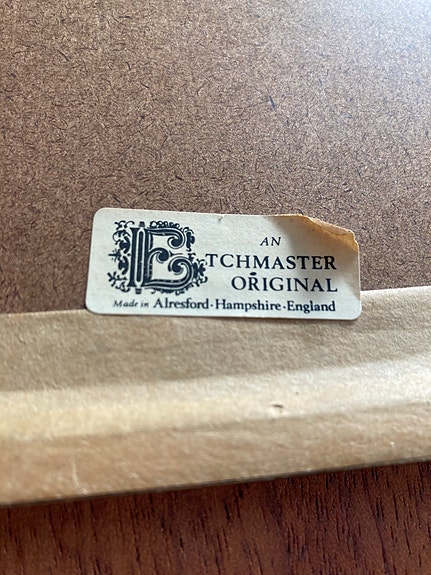 AN
ETCHMASTER
ORIGINAL
Made in Alresford·Hampshire·England